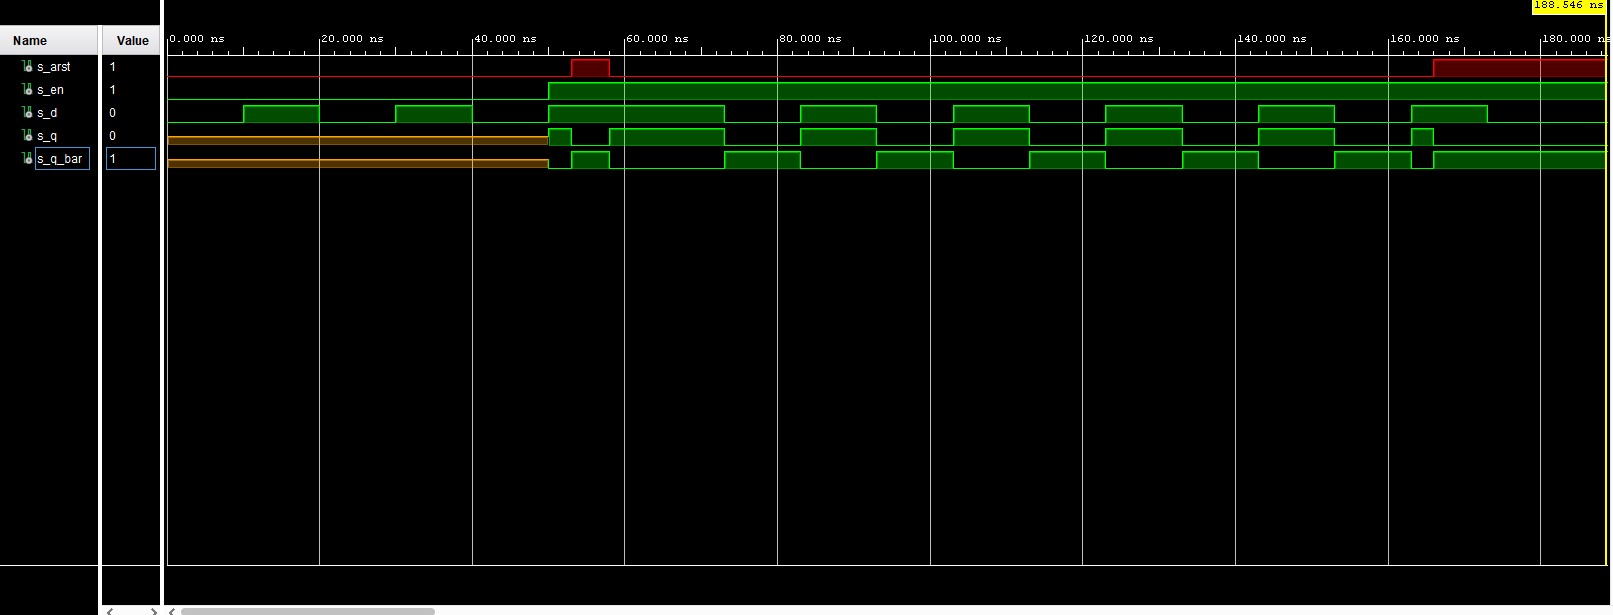 188.546 ns
Name Value
0.000 ns 20.000 ns 40.000 ns 60.000 ns 80.000 ns 100.000 ns 120.000 ns 140.000 ns 160.000 ns 180.000 ns
s_arst 1
s_en 1
s_d 0
s_q 0
s_q_bar 1